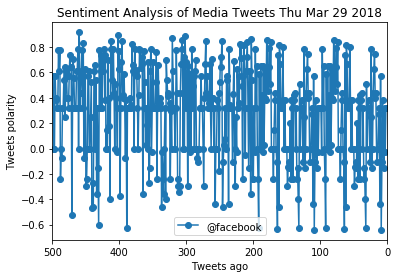 Sentiment Analysis of Media Tweets Thu Mar 29 2018
Tweets polarity
0.8
0.6
0.4
0.2
0.0
−0.2
−0.4
−0.6
@facebook
500 400 300 200 100 0
Tweets ago